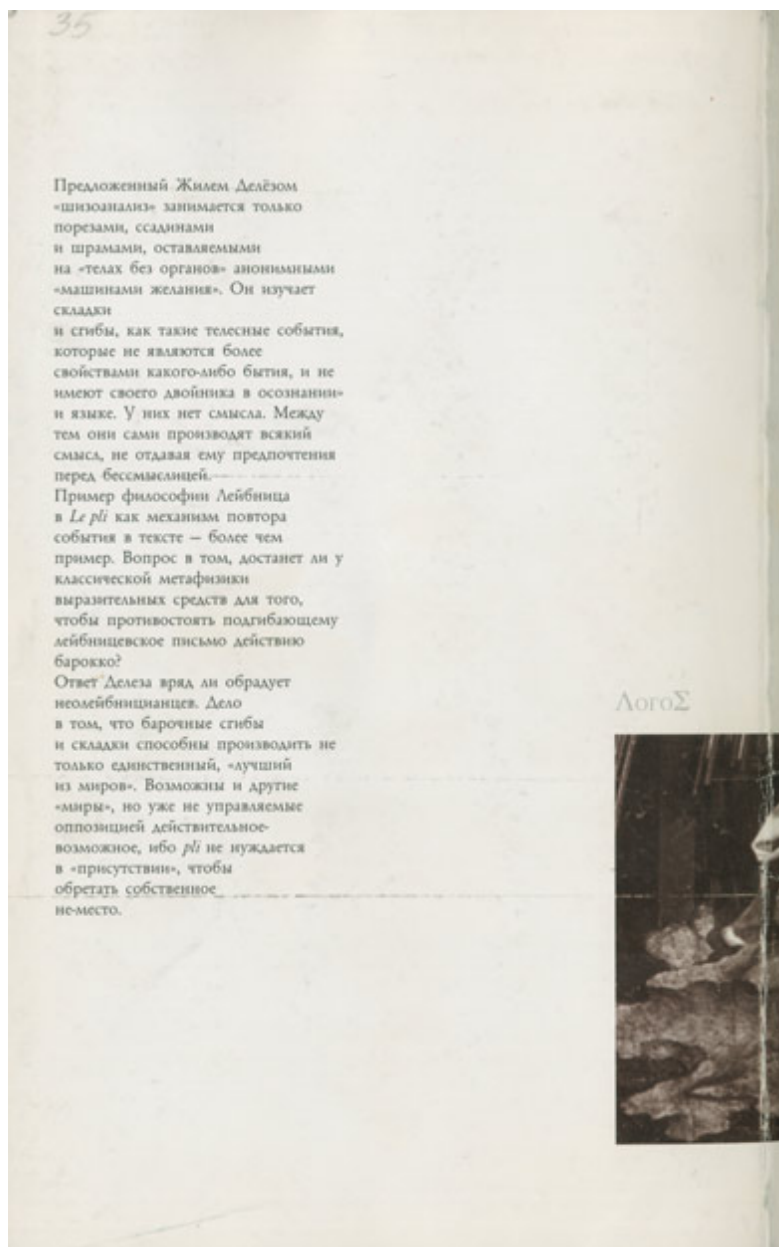 35
Предложенный Жилем Делёзом
«шизоанализ» занимается только
порезами, ссадинами
и шрамами, оставляемыми
на «телах без органов» анонимными
«машинами желания». Он изучает
складки
и сгибы, как такие телесные события,
которые не являются более
свойствами какого-либо бытия, и не
имеют своего двойника в осознании»
и языке. У них нет смысла. Между
тем они сами производят всякий
смысл, не отдавая ему предпочтения
перед бессмыслицей.
Пример философии Лейбница
в Le pli как механизм повтора
события в тексте – более чем
пример. Вопрос в том, достанет ли у
классической метафизики
выразительных средств для того,
чтобы противостоять подгибающему
лейбницевское письмо действию
барокко?
Ответ Делеза вряд ли обрадует
неолейбницианцев. Дело
в том, что барочные сгибы
и складки способны производить не
только единственный, «лучший
из миров». Возможны и другие
«миры», но уже не управляемые
оппозицией действительное-
возможное, ибо pli не нуждается
в «присутствии», чтобы
обретать собственное
не-место.
ΛогоΣ